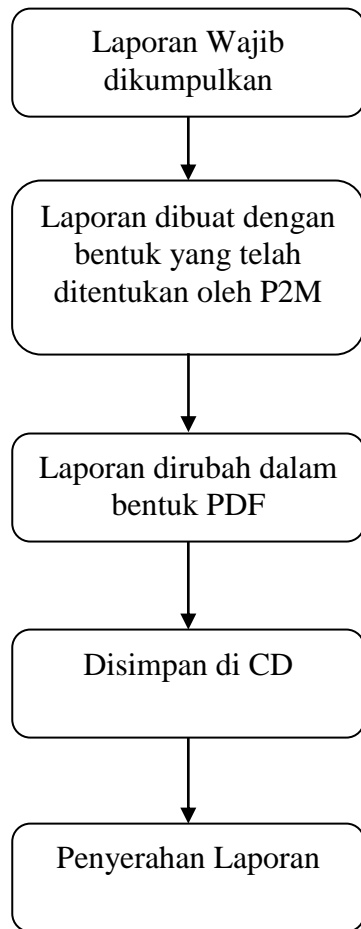 Laporan Wajib
dikumpulkan
Laporan dibuat dengan
bentuk yang telah
ditentukan oleh P2M
Laporan dirubah dalam
bentuk PDF
Disimpan di CD
Penyerahan Laporan